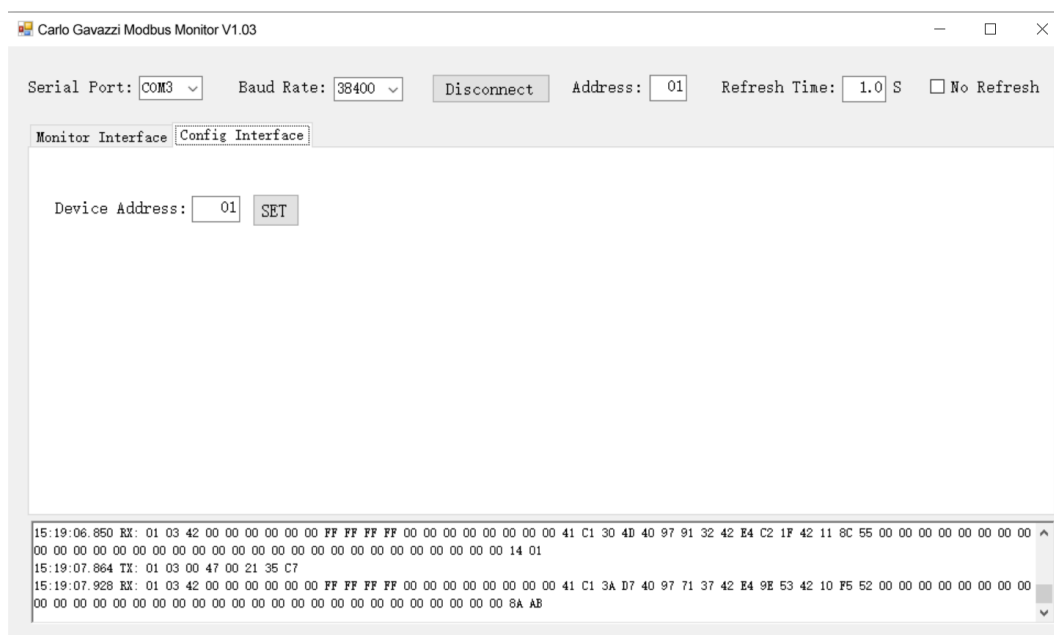 Carlo Gavazzi Modbus Monitor V1.03
Serial Port: COM3 Baud Rate: 38400 Disconnect Address: 01 Refresh Time: 1.0 S No Refresh
Monitor Interface Config Interface
Device Address: 01 SET
15:19:06.850 RX: 01 03 42 00 00 00 00 00 00 FF FF FF FF 00 00 00 00 00 00 00 00 41 C1 30 4D 40 97 91 32 42 E4 C2 1F 42 11 8C 55 00 00 00 00 00 00 00 00
00 00 00 00 00 00 00 00 00 00 00 00 00 00 00 00 00 00 00 00 00 00 00 00 14 01
15:19:07.864 TX: 01 03 00 47 00 21 35 C7
15:19:07.928 RX: 01 03 42 00 00 00 00 00 00 FF FF FF FF 00 00 00 00 00 00 00 00 41 C1 3A D7 40 97 71 37 42 E4 9E 53 42 10 F5 52 00 00 00 00 00 00 00 00
00 00 00 00 00 00 00 00 00 00 00 00 00 00 00 00 00 00 00 00 00 00 00 00 8A AB